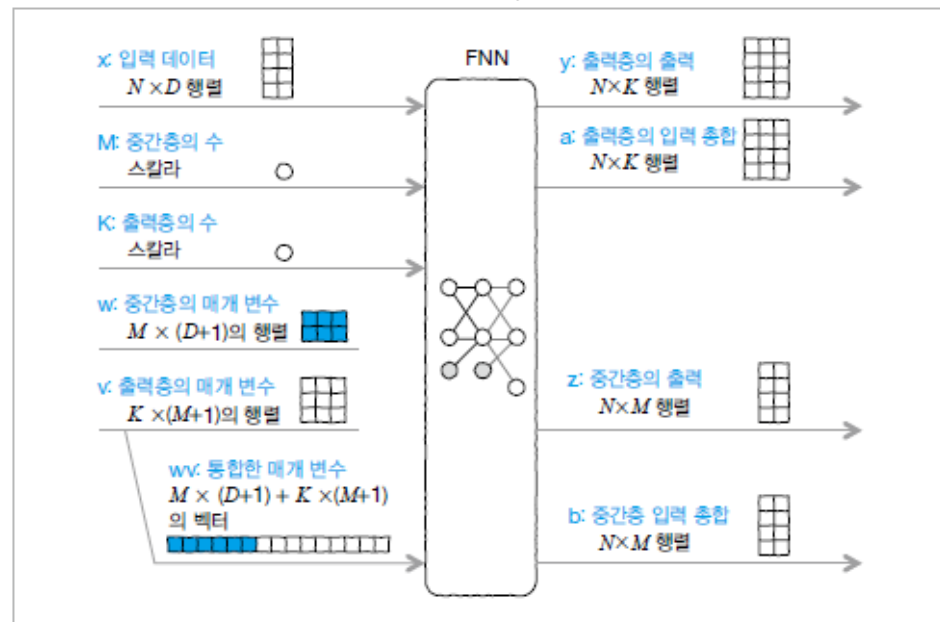 x: 입력 데이터
N ×D 행렬
M: 중간층의 수
스칼라
K: 출력층의 수
스칼라
w: 중간층의 매개 변수
M × (D+1)의 행렬
v: 출력층의 매개 변수
K ×(M+1)의 행렬
wv: 통합한 매개 변수
M × (D+1) + K ×(M+1)
의 벡터
FNN
y: 출력층의 출력
N×K 행렬
a: 출력층의 입력 총합
N×K 행렬
z: 중간층의 출력
N×M 행렬
b: 중간층 입력 총합
N×M 행렬